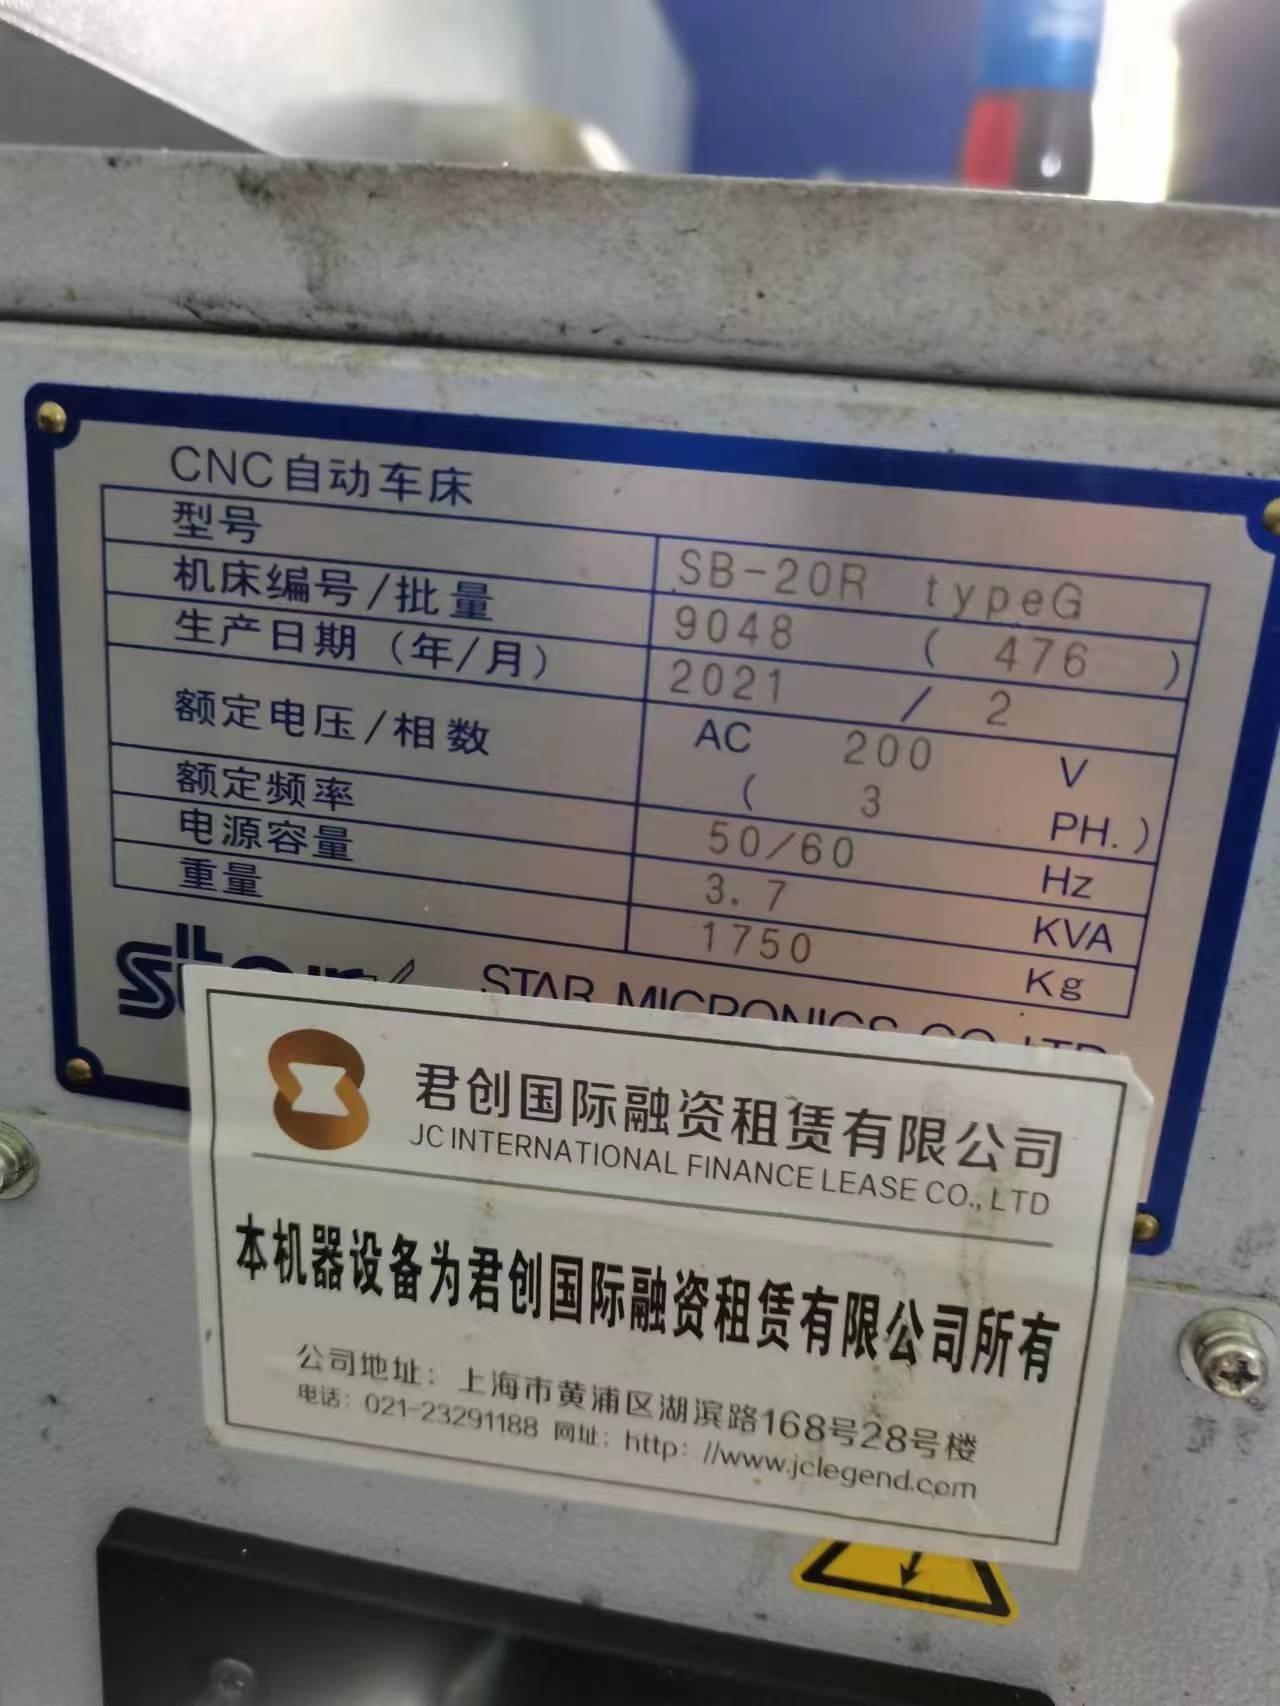 CNC自动车床
型号 SB-20R typeG
机床编号/批量 9048 ( 476 )
生产日期(年/月) 2021 / 2
额定电压/相数 AC 200 V
( 3 PH.)
额定频率 50/60 Hz
电源容量 3.7 KVA
重量 1750 Kg
star STAR MICRONICS CO.,LTD.
君创国际融资租赁有限公司
JC INTERNATIONAL FINANCE LEASE CO., LTD
本机器设备为君创国际融资租赁有限公司所有
公司地址：上海市黄浦区湖滨路168号28号楼
电话：021-23291188 网址：http：//www.jclegend.com